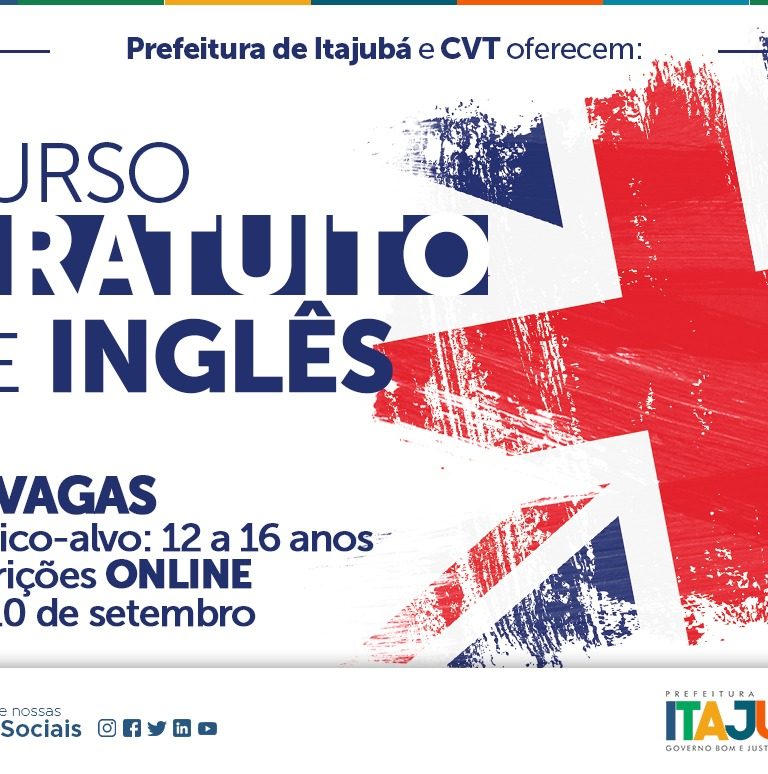 Prefeitura de Itajubá e CVT oferecem:
URSO
RATUITO
E INGLÊS
VAGAS
ico-alvo: 12 a 16 anos
rições ONLINE
10 de setembro
e nossas
Sociais
PREFEITURA
ITAJU
GOVERNO BOM E JUST